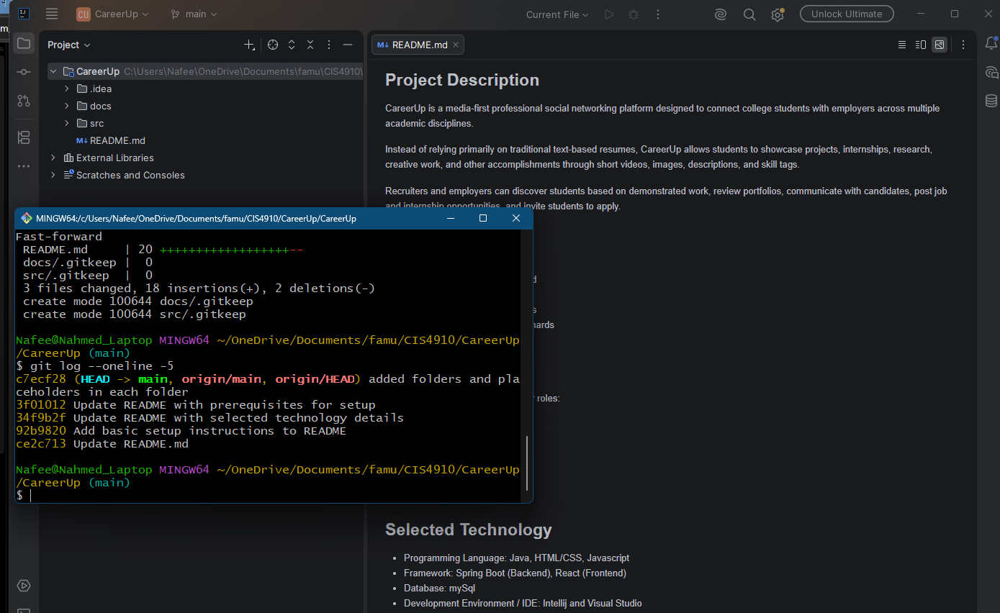 CU CareerUp main Current File Unlock Ultimate
Project
README.md
CareerUp C:\Users\Nafee\OneDrive\Documents\famu\CIS4910\
.idea
docs
src
M↓ README.md
External Libraries
Scratches and Consoles
Project Description
CareerUp is a media-first professional social networking platform designed to connect college students with employers across multiple
academic disciplines.
Instead of relying primarily on traditional text-based resumes, CareerUp allows students to showcase projects, internships, research,
creative work, and other accomplishments through short videos, images, descriptions, and skill tags.
Recruiters and employers can discover students based on demonstrated work, review portfolios, communicate with candidates, post job
and internship opportunities, and invite students to apply.
MINGW64:/c/Users/Nafee/OneDrive/Documents/famu/CIS4910/CareerUp/CareerUp
Fast-forward
README.md | 20 ++++++++++++++++++--
docs/.gitkeep | 0
src/.gitkeep | 0
3 files changed, 18 insertions(+), 2 deletions(-)
create mode 100644 docs/.gitkeep
create mode 100644 src/.gitkeep
Nafee@Nahmed_Laptop MINGW64 ~/OneDrive/Documents/famu/CIS4910/CareerUp
/CareerUp (main)
$ git log --oneline -5
c7ecf28 (HEAD -> main, origin/main, origin/HEAD) added folders and pla
ceholders in each folder
3f01012 Update README with prerequisites for setup
34f9b2f Update README with selected technology details
92b9820 Add basic setup instructions to README
ce2c713 Update README.md
Nafee@Nahmed_Laptop MINGW64 ~/OneDrive/Documents/famu/CIS4910/CareerUp
/CareerUp (main)
$
roles:
Selected Technology
• Programming Language: Java, HTML/CSS, Javascript
• Framework: Spring Boot (Backend), React (Frontend)
• Database: mySql
• Development Environment / IDE: Intellij and Visual Studio